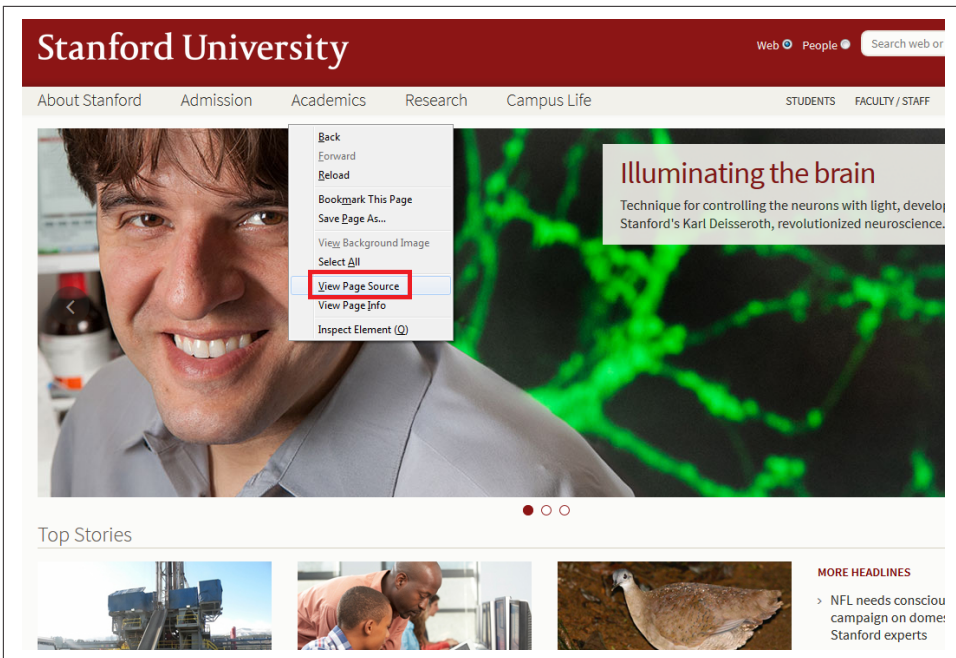 Stanford University
Web People Search web or
About Stanford Admission Academics Research Campus Life STUDENTS FACULTY / STAFF
Back
Forward
Reload
Bookmark This Page
Save Page As...
View Background Image
Select All
View Page Source
View Page Info
Inspect Element (Q)
Illuminating the brain
Technique for controlling the neurons with light, develop
Stanford's Karl Deisseroth, revolutionized neuroscience.
Top Stories
MORE HEADLINES
NFL needs consciou
campaign on domes
Stanford experts